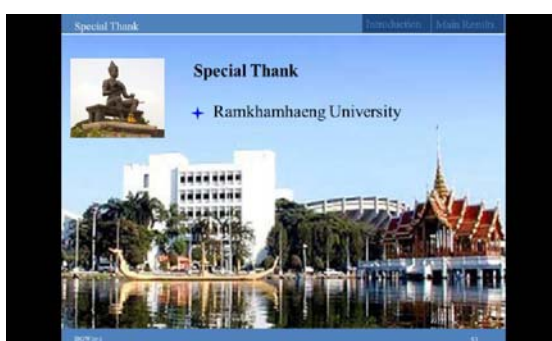 Special Thank
Introduction
Main Results
Special Thank
Ramkhamhaeng University